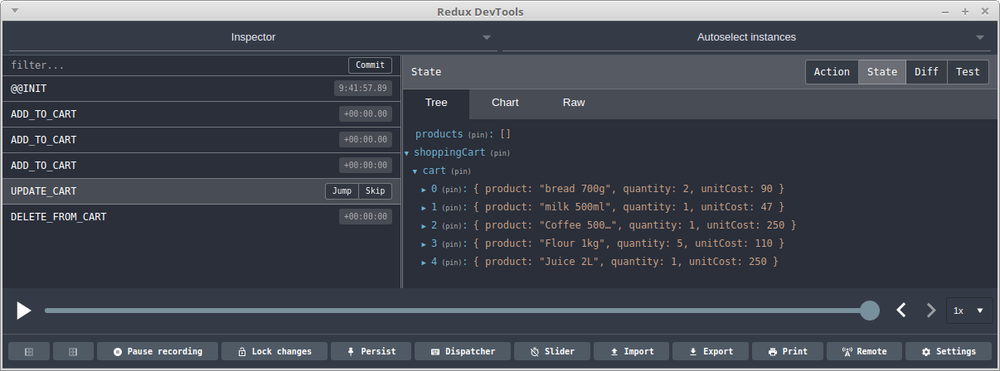 Redux DevTools
Inspector
Autoselect instances
filter...
Commit
@@INIT
9:41:57.89
ADD_TO_CART
+00:00.00
ADD_TO_CART
+00:00.00
ADD_TO_CART
+00:00:00
UPDATE_CART
Jump Skip
DELETE_FROM_CART
+00:00:00
State
Action State Diff Test
Tree Chart Raw
products (pin): []
shoppingCart (pin)
cart (pin)
0 (pin): { product: "bread 700g", quantity: 2, unitCost: 90 }
1 (pin): { product: "milk 500ml", quantity: 1, unitCost: 47 }
2 (pin): { product: "Coffee 500…", quantity: 1, unitCost: 250 }
3 (pin): { product: "Flour 1kg", quantity: 5, unitCost: 110 }
4 (pin): { product: "Juice 2L", quantity: 1, unitCost: 250 }
1x
Pause recording Lock changes Persist Dispatcher Slider Import Export Print Remote Settings